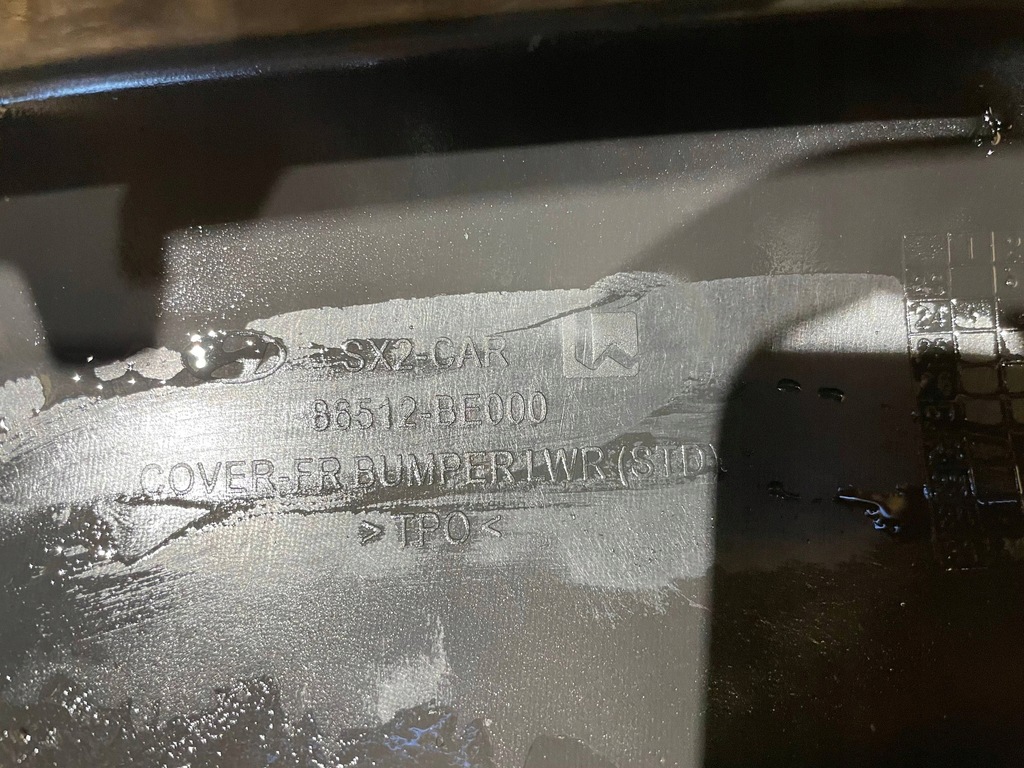 SX2-CAR
86512-BE000
COVER-FR BUMPER LWR (STD)
>TPO<